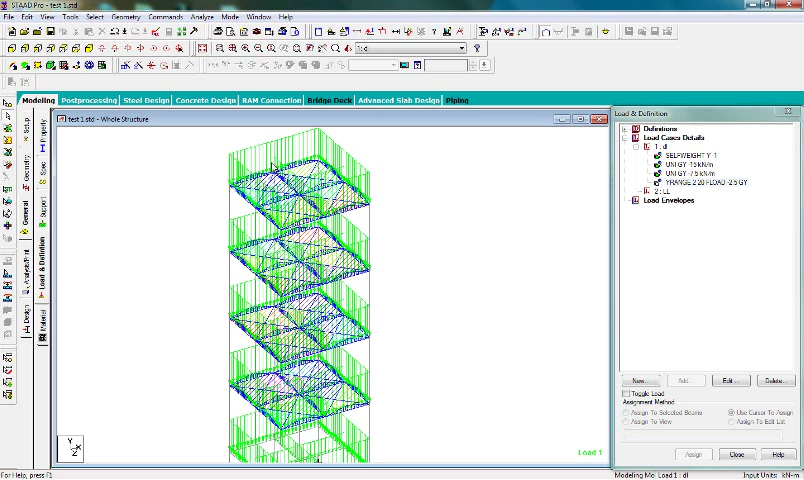 STAAD.Pro - test 1.std
File Edit View Tools Select Geometry Commands Analyze Mode Window Help
1: d
Modeling Postprocessing Steel Design Concrete Design RAM Connection Bridge Deck Advanced Slab Design Piping
test 1.std - Whole Structure
Load & Definition
Setup
Geometry
General
Analysis/Print
Design
Property
Spec
Support
Load & Definition
Material
Definitions
Load Cases Details
1 : d
SELFWEIGHT Y -1
UNI GY -15 kN/m
UNI GY -7.5 kN/m
YRANGE 2 20 FLOAD -2.5 GY
2 : LL
Load Envelopes
New... Add... Edit... Delete...
Toggle Load
Assignment Method
Assign To Selected Beams Use Cursor To Assign
Assign To View Assign To Edit List
Assign Close Help
Y
X
Z
Load 1
For Help, press F1 Modeling Mo Load 1 : dl Input Units: kN-m